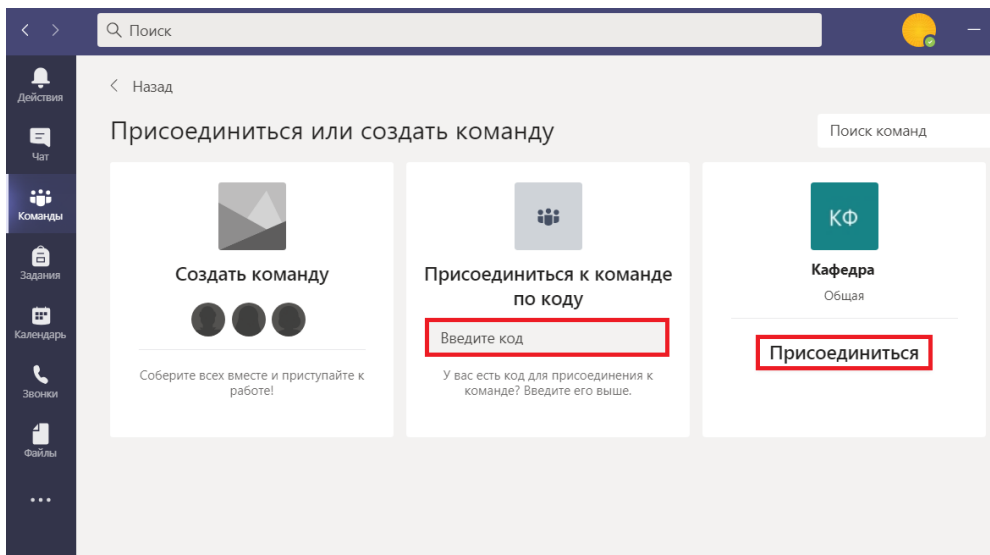 Поиск
Действия
Чат
Команды
Задания
Календарь
Звонки
Файлы
Назад
Присоединиться или создать команду
Поиск команд
Создать команду
Соберите всех вместе и приступайте к
работе!
Присоединиться к команде
по коду
Введите код
У вас есть код для присоединения к
команде? Введите его выше.
КФ
Кафедра
Общая
Присоединиться